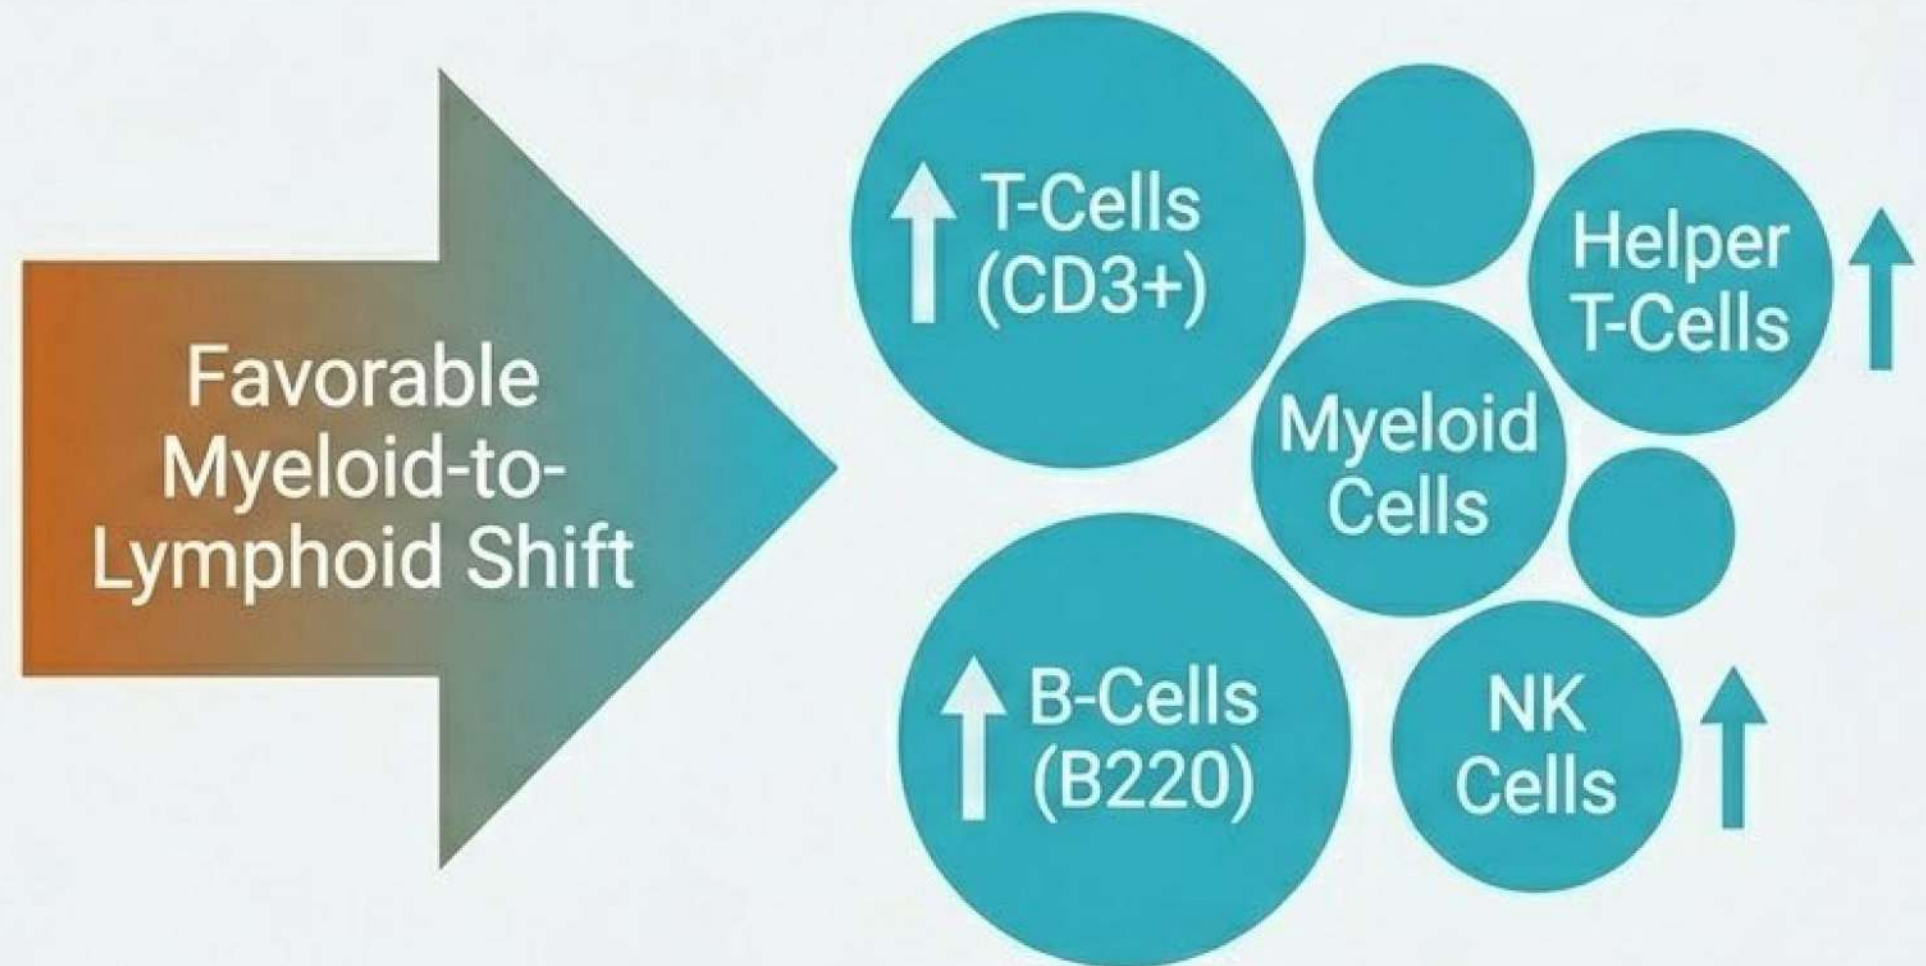 Favorable
Myeloid-to-
Lymphoid Shift
T-Cells
(CD3+)
Helper
T-Cells
Myeloid
Cells
B-Cells
(B220)
NK
Cells